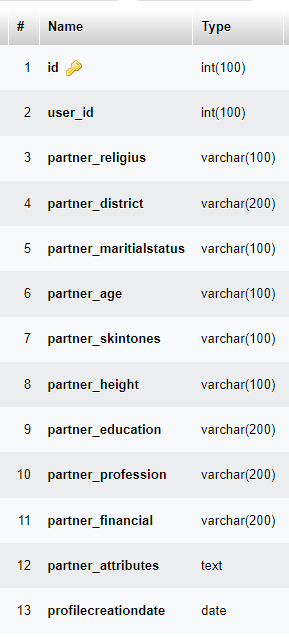 # Name Type
1 id int(100)
2 user_id int(100)
3 partner_religius varchar(100)
4 partner_district varchar(200)
5 partner_maritialstatus varchar(100)
6 partner_age varchar(100)
7 partner_skintones varchar(100)
8 partner_height varchar(100)
9 partner_education varchar(200)
10 partner_profession varchar(200)
11 partner_financial varchar(200)
12 partner_attributes text
13 profilecreationdate date